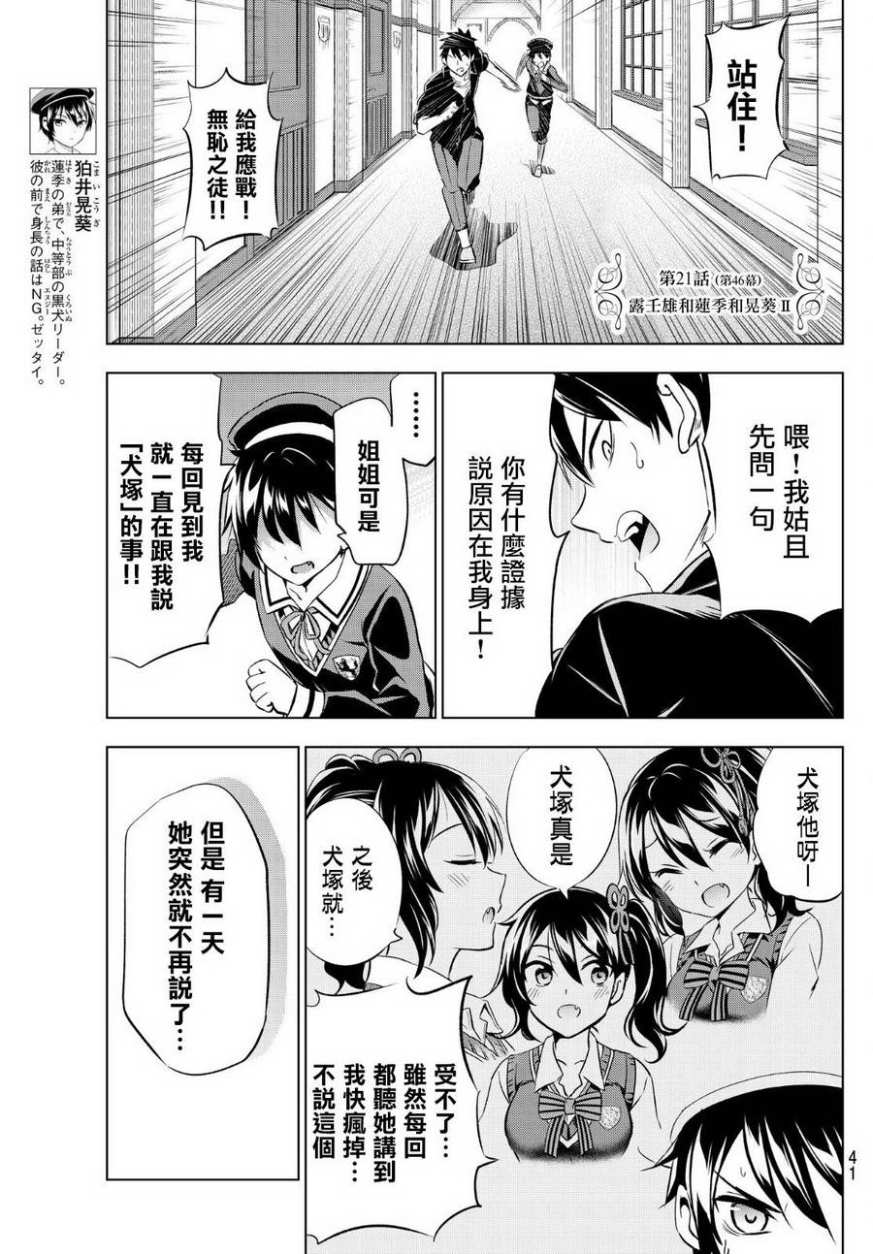 站住！
給我應戰！
無恥之徒!!
第21話 (第46幕)
露壬雄和蓮季和晃葵 II
狛井晃葵
蓮季の弟で、中等部の黒犬リーダー。
彼の前で身長の話はNG。ゼッタイ。
喂！我姑且
先問一句
你有什麼證據
說原因在我身上！
……
姐姐可是
每回見到我
就一直在跟我説
「犬塚」的事!!
犬塚他呀ー
犬塚真是
之後
犬塚就…
受不了…
雖然每回
都聽她講到
我快瘋掉…
不說這個
但是 有一天
她突然就不再說了…
41